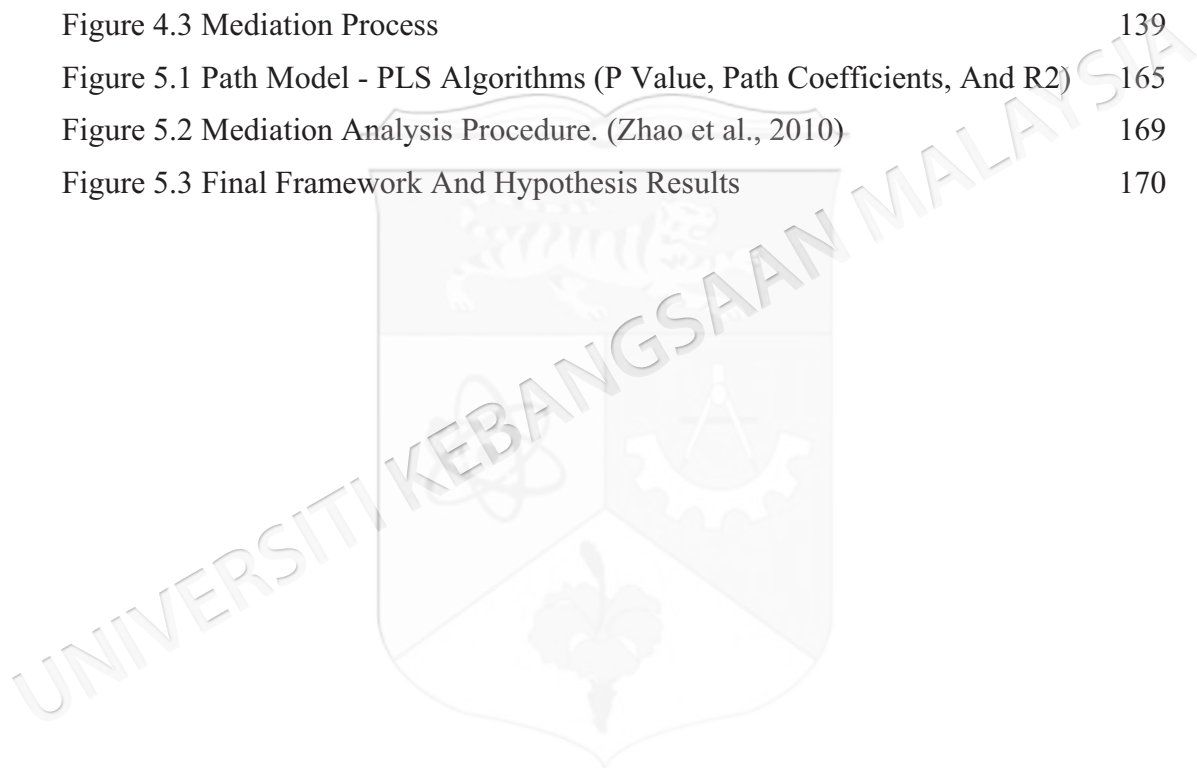 Figure 4.3 Mediation Process 139
Figure 5.1 Path Model - PLS Algorithms (P Value, Path Coefficients, And R2) 165
Figure 5.2 Mediation Analysis Procedure. (Zhao et al., 2010) 169
Figure 5.3 Final Framework And Hypothesis Results 170
UNIVERSITI KEBANGSAAN MALAYSIA